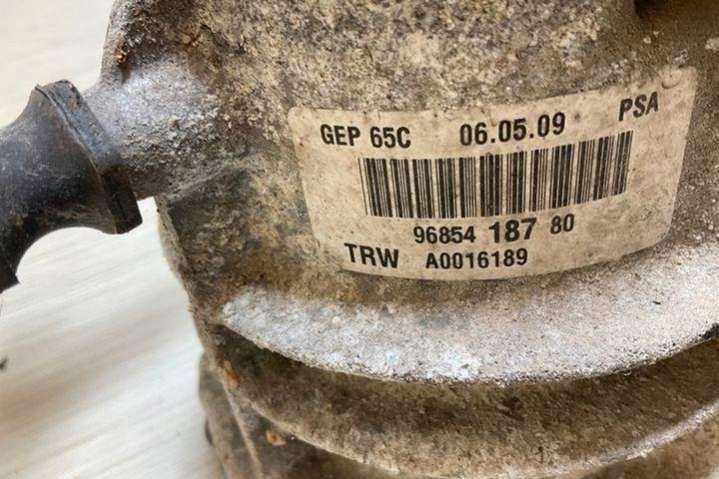 GEP 65C 06.05.09 PSA
96854 187 80
TRW A0016189